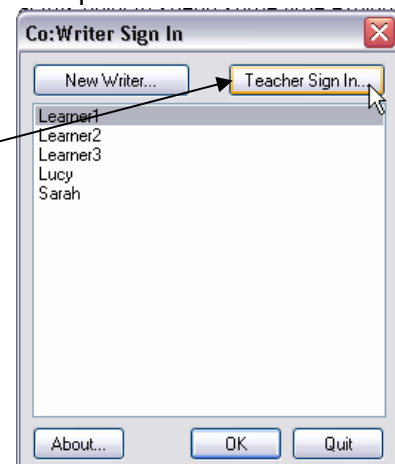 Co:Writer Sign In
New Writer... Teacher Sign In...
Learner1
Learner2
Learner3
Lucy
Sarah
About... OK Quit